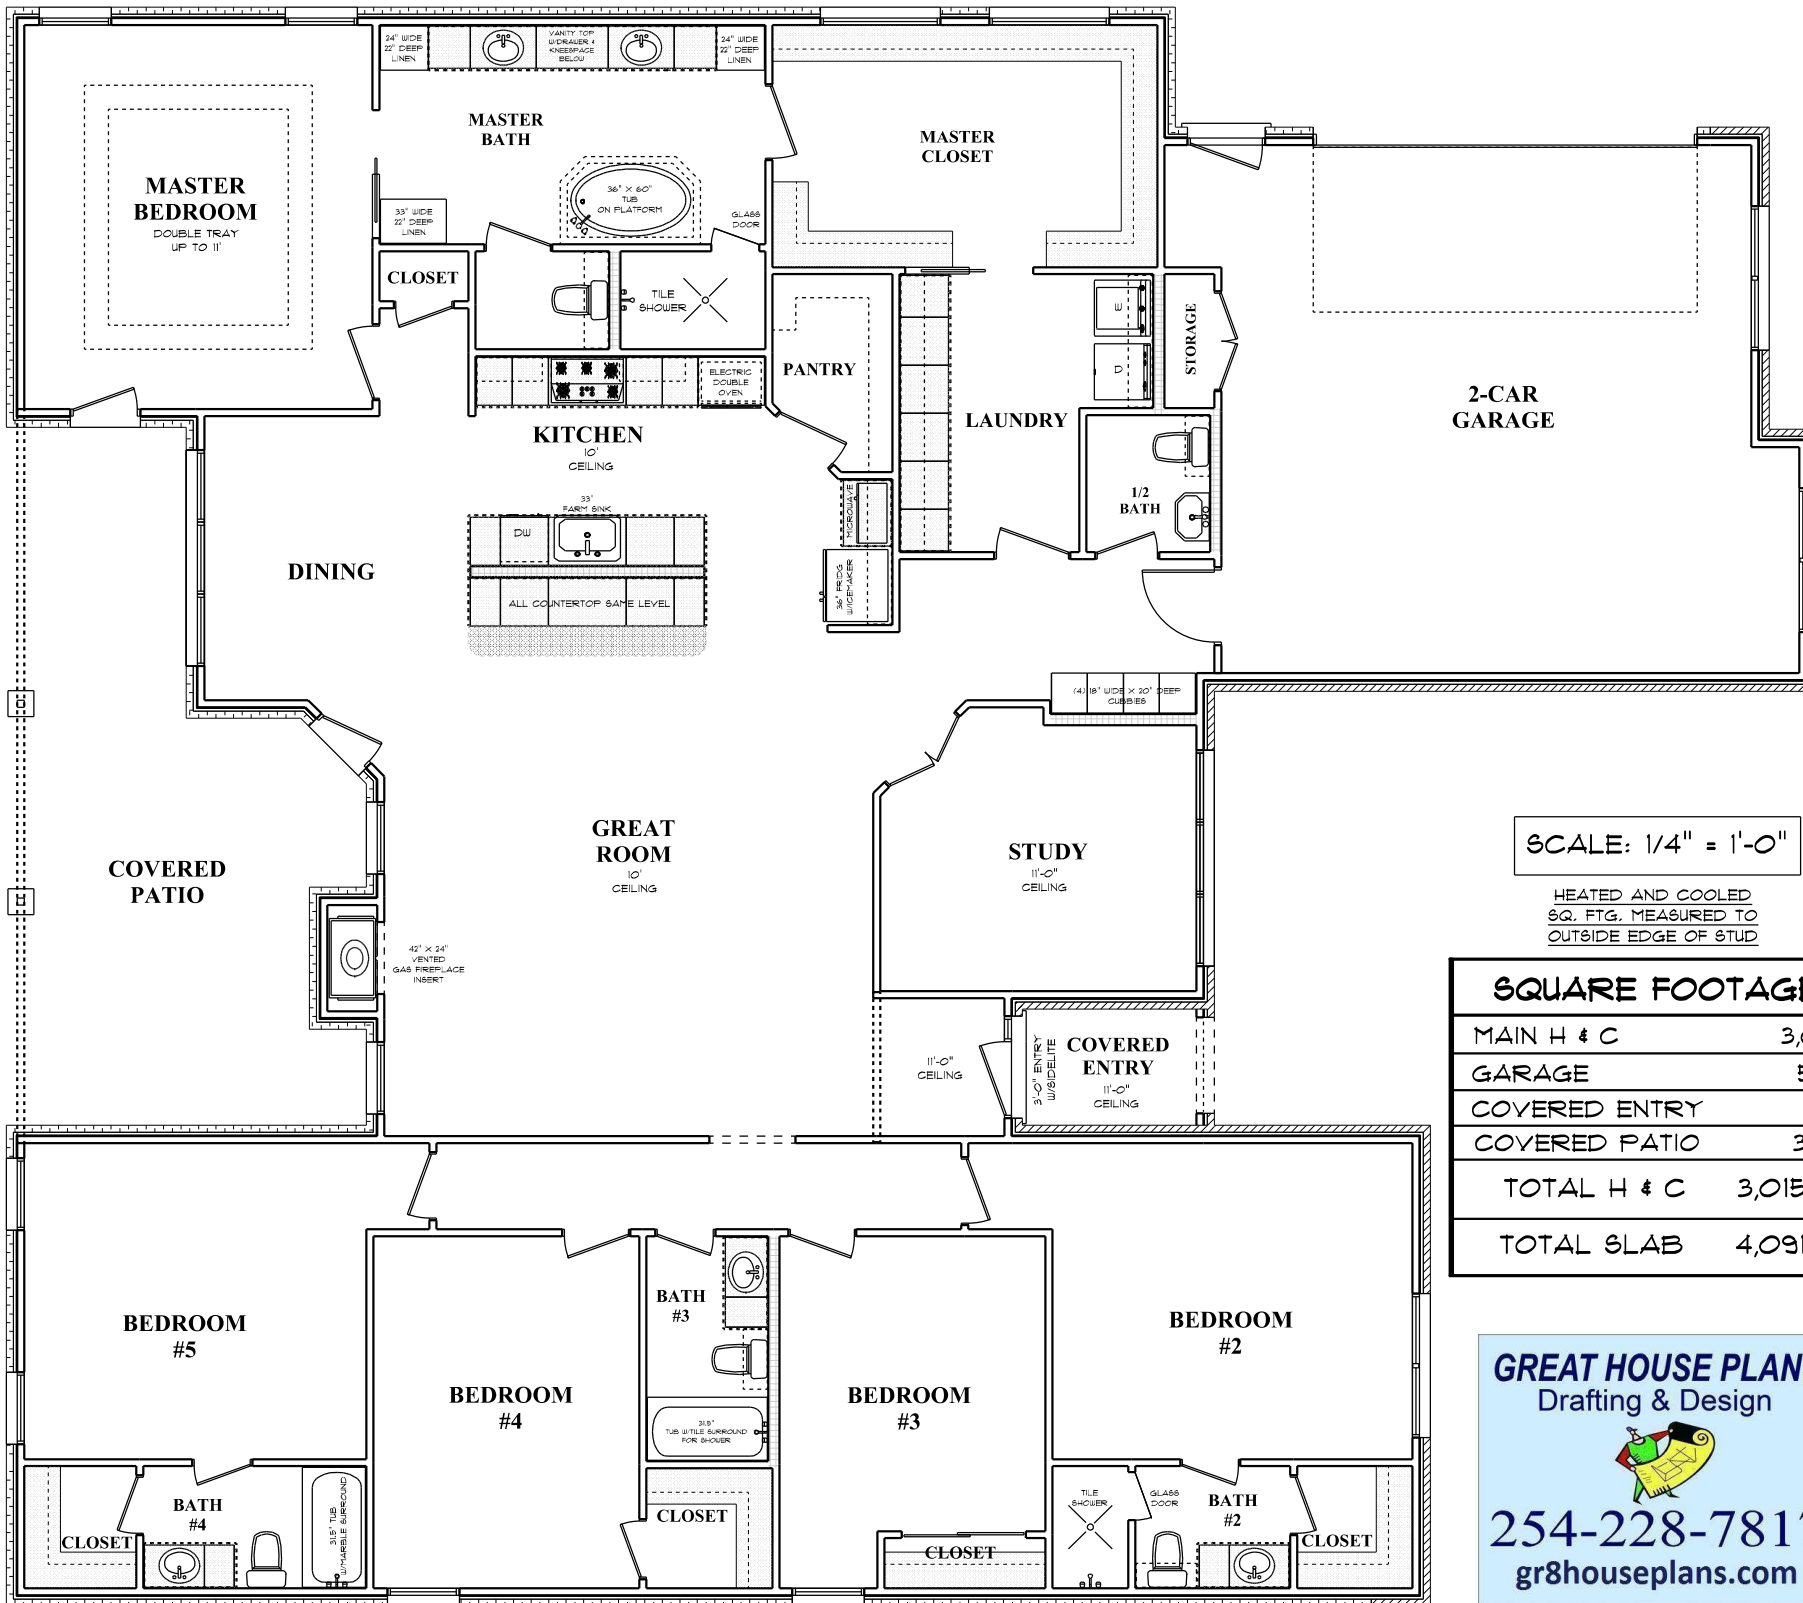 24" WIDE
22" DEEP
LINEN
VANITY TOP
W/DRAWER &
KNEESPACE
BELOW
24" WIDE
22" DEEP
LINEN
MASTER
BATH
MASTER
CLOSET
MASTER
BEDROOM
DOUBLE TRAY
UP TO 11'
36" X 60"
TUB
ON PLATFORM
33" WIDE
22" DEEP
LINEN
GLASS
DOOR
CLOSET
TILE
SHOWER
W
D
STORAGE
PANTRY
ELECTRIC
DOUBLE
OVEN
2-CAR
GARAGE
LAUNDRY
KITCHEN
10'
CEILING
33"
FARM SINK
DW
MICROWAVE
1/2
BATH
DINING
36" FRIDG
W/ICEMAKER
ALL COUNTERTOP SAME LEVEL
(4) 18" WIDE X 20" DEEP
CUBBIES
GREAT
ROOM
10'
CEILING
STUDY
11'-0"
CEILING
COVERED
PATIO
42" X 24"
VENTED
GAS FIREPLACE
INSERT
SCALE: 1/4" = 1'-0"
HEATED AND COOLED
SQ. FTG. MEASURED TO
OUTSIDE EDGE OF STUD
SQUARE FOOTAGE
MAIN H & C 3,
GARAGE
COVERED ENTRY
COVERED PATIO 3
TOTAL H & C 3,015
TOTAL SLAB 4,091
11'-0"
CEILING
3'-0" ENTRY
W/SIDELITE
COVERED
ENTRY
11'-0"
CEILING
BEDROOM
#5
BEDROOM
#4
BATH
#3
31.5"
TUB W/TILE SURROUND
FOR SHOWER
BEDROOM
#3
BEDROOM
#2
CLOSET
BATH
#4
31.5" TUB
W/MARBLE SURROUND
CLOSET
CLOSET
TILE
SHOWER
GLASS
DOOR
BATH
#2
CLOSET
GREAT HOUSE PLAN
Drafting & Design
254-228-781
gr8houseplans.com